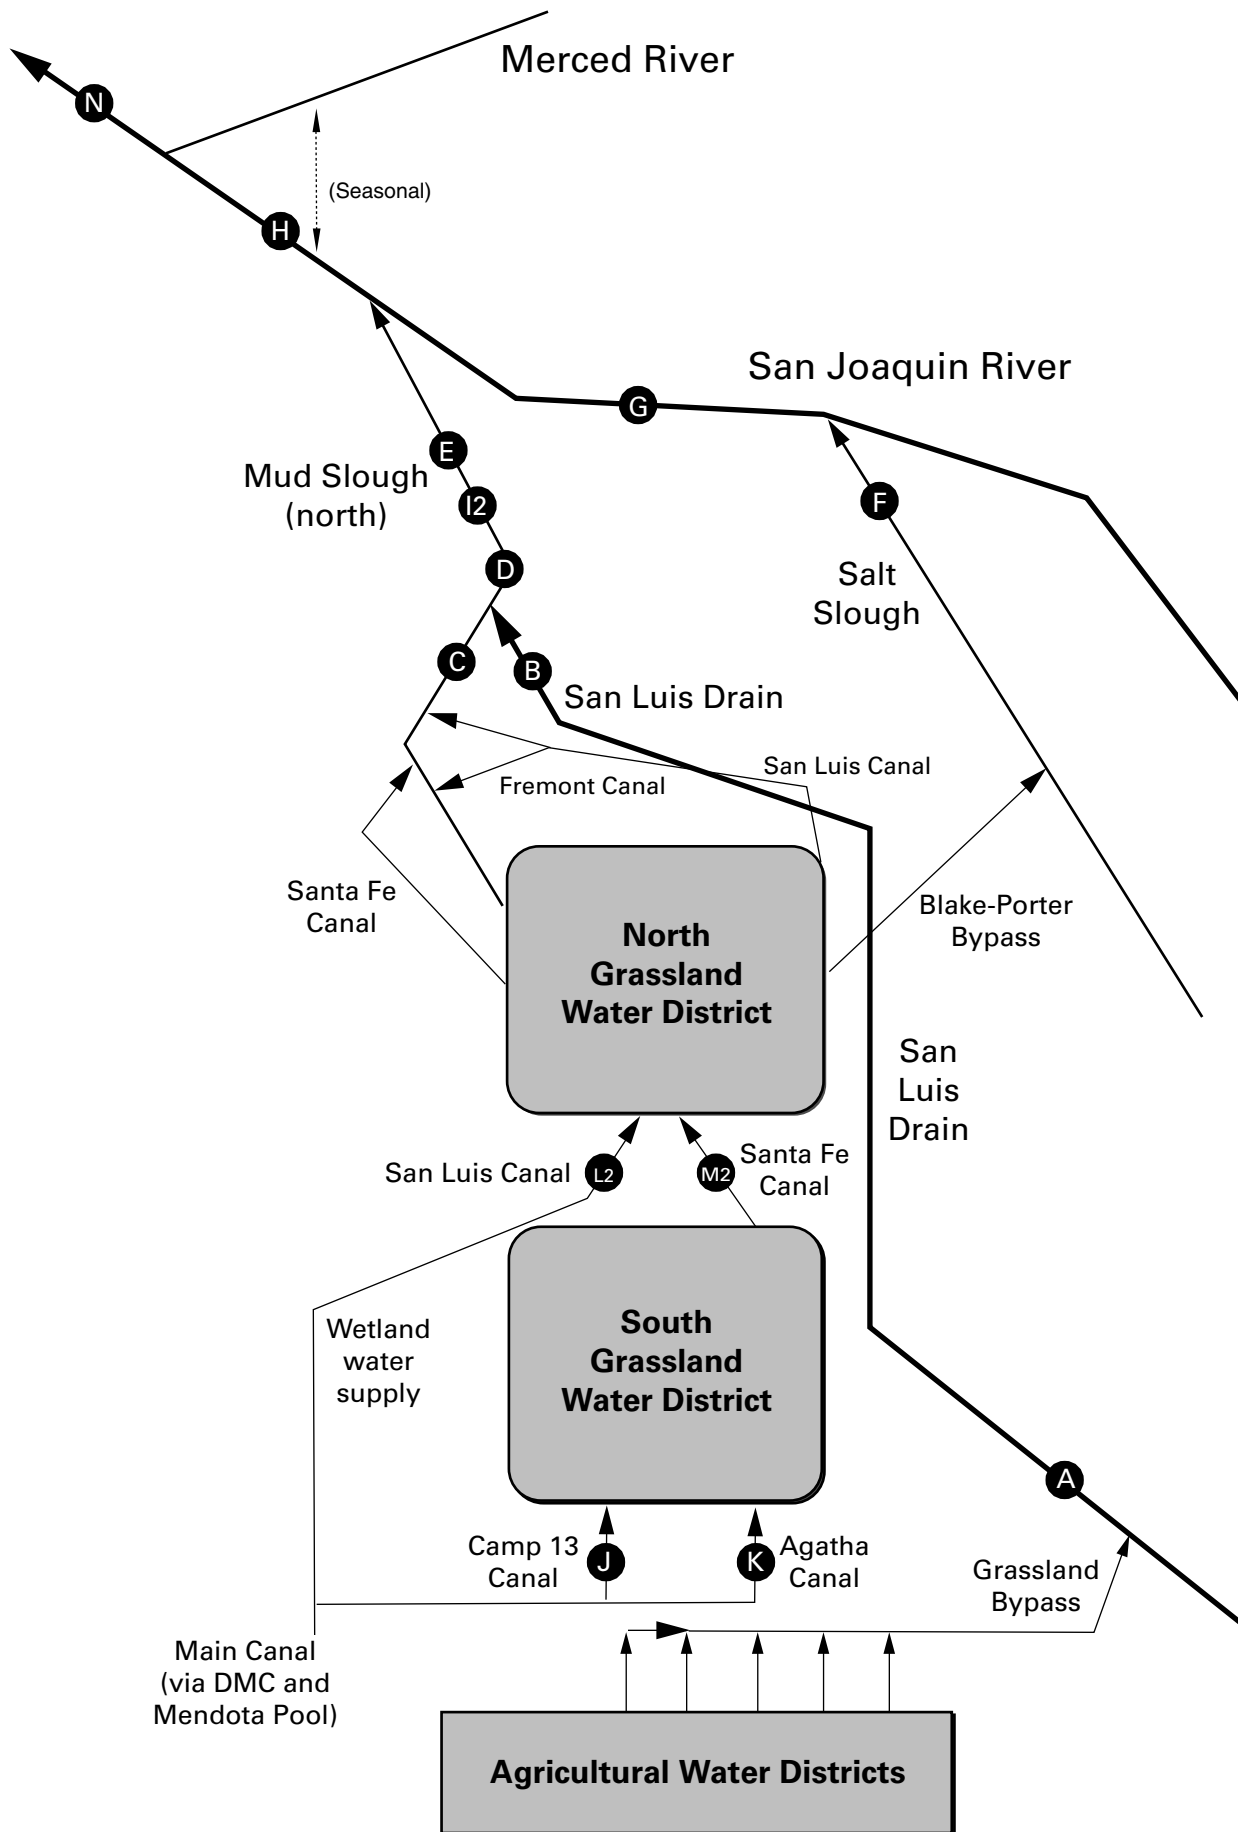 Merced River
N
(Seasonal)
H
San Joaquin River
G
E
Mud Slough
(north)
I2
F
D
Salt
Slough
C
B
San Luis Drain
San Luis Canal
Fremont Canal
Santa Fe
Canal
North
Grassland
Water District
Blake-Porter
Bypass
San
Luis
Drain
San Luis Canal
L2
M2
Santa Fe
Canal
Wetland
water
supply
South
Grassland
Water District
A
Camp 13
Canal
J
K
Agatha
Canal
Grassland
Bypass
Main Canal
(via DMC and
Mendota Pool)
Agricultural Water Districts